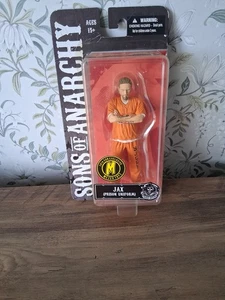 AGES
15+
WARNING:
SONS OF ANARCHY
M
JAX
(PRISON UNIFORM)